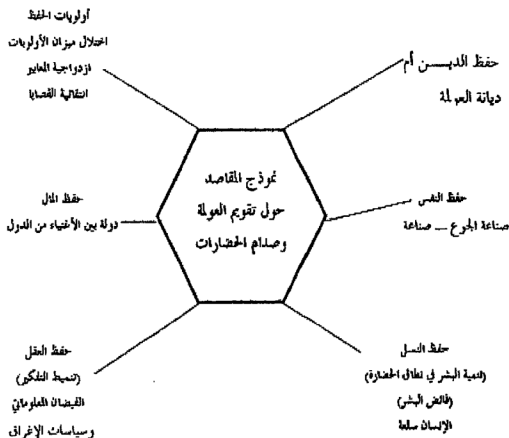 أولويات الحفظ
اختلال ميزان الأولويات
ازدواجية المعايير
انتقائية القضايا
حفظ الديـــن أم
ديانة العولمة
نموذج المقاصد
حول تقويم العولمة
وصدام الحضارات
حفظ النفس
صناعة الجوع ــ صناعة
حفظ المال
دولة بين الأغنياء من الدول
حفظ النسل
(تنمية البشر في نطاق الحضارة)
(فائض البشر)
الإنسان سلعة
حفظ العقل
(تنميط التفكير)
الفيضان المعلوماتي
وسياسات الإغراق